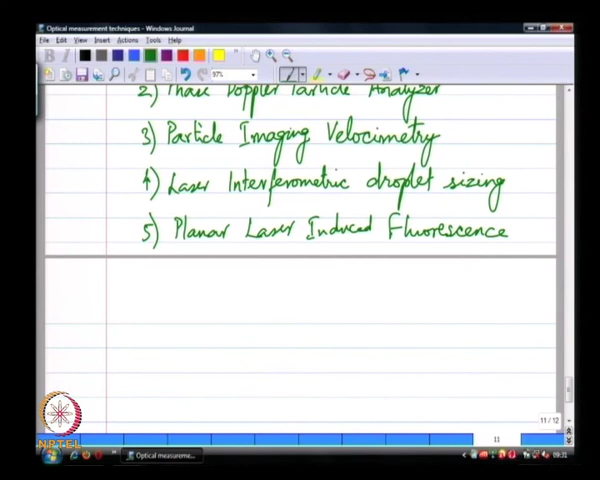 Optical measurement techniques - Windows Journal
File Edit View Insert Actions Tools Help
97%
2) Phase Doppler Particle Analyzer
3) Particle Imaging Velocimetry
4) Laser Interferometric droplet sizing
5) Planar Laser Induced Fluorescence
11/12
11
NPTEL
Optical measureme...
09:31